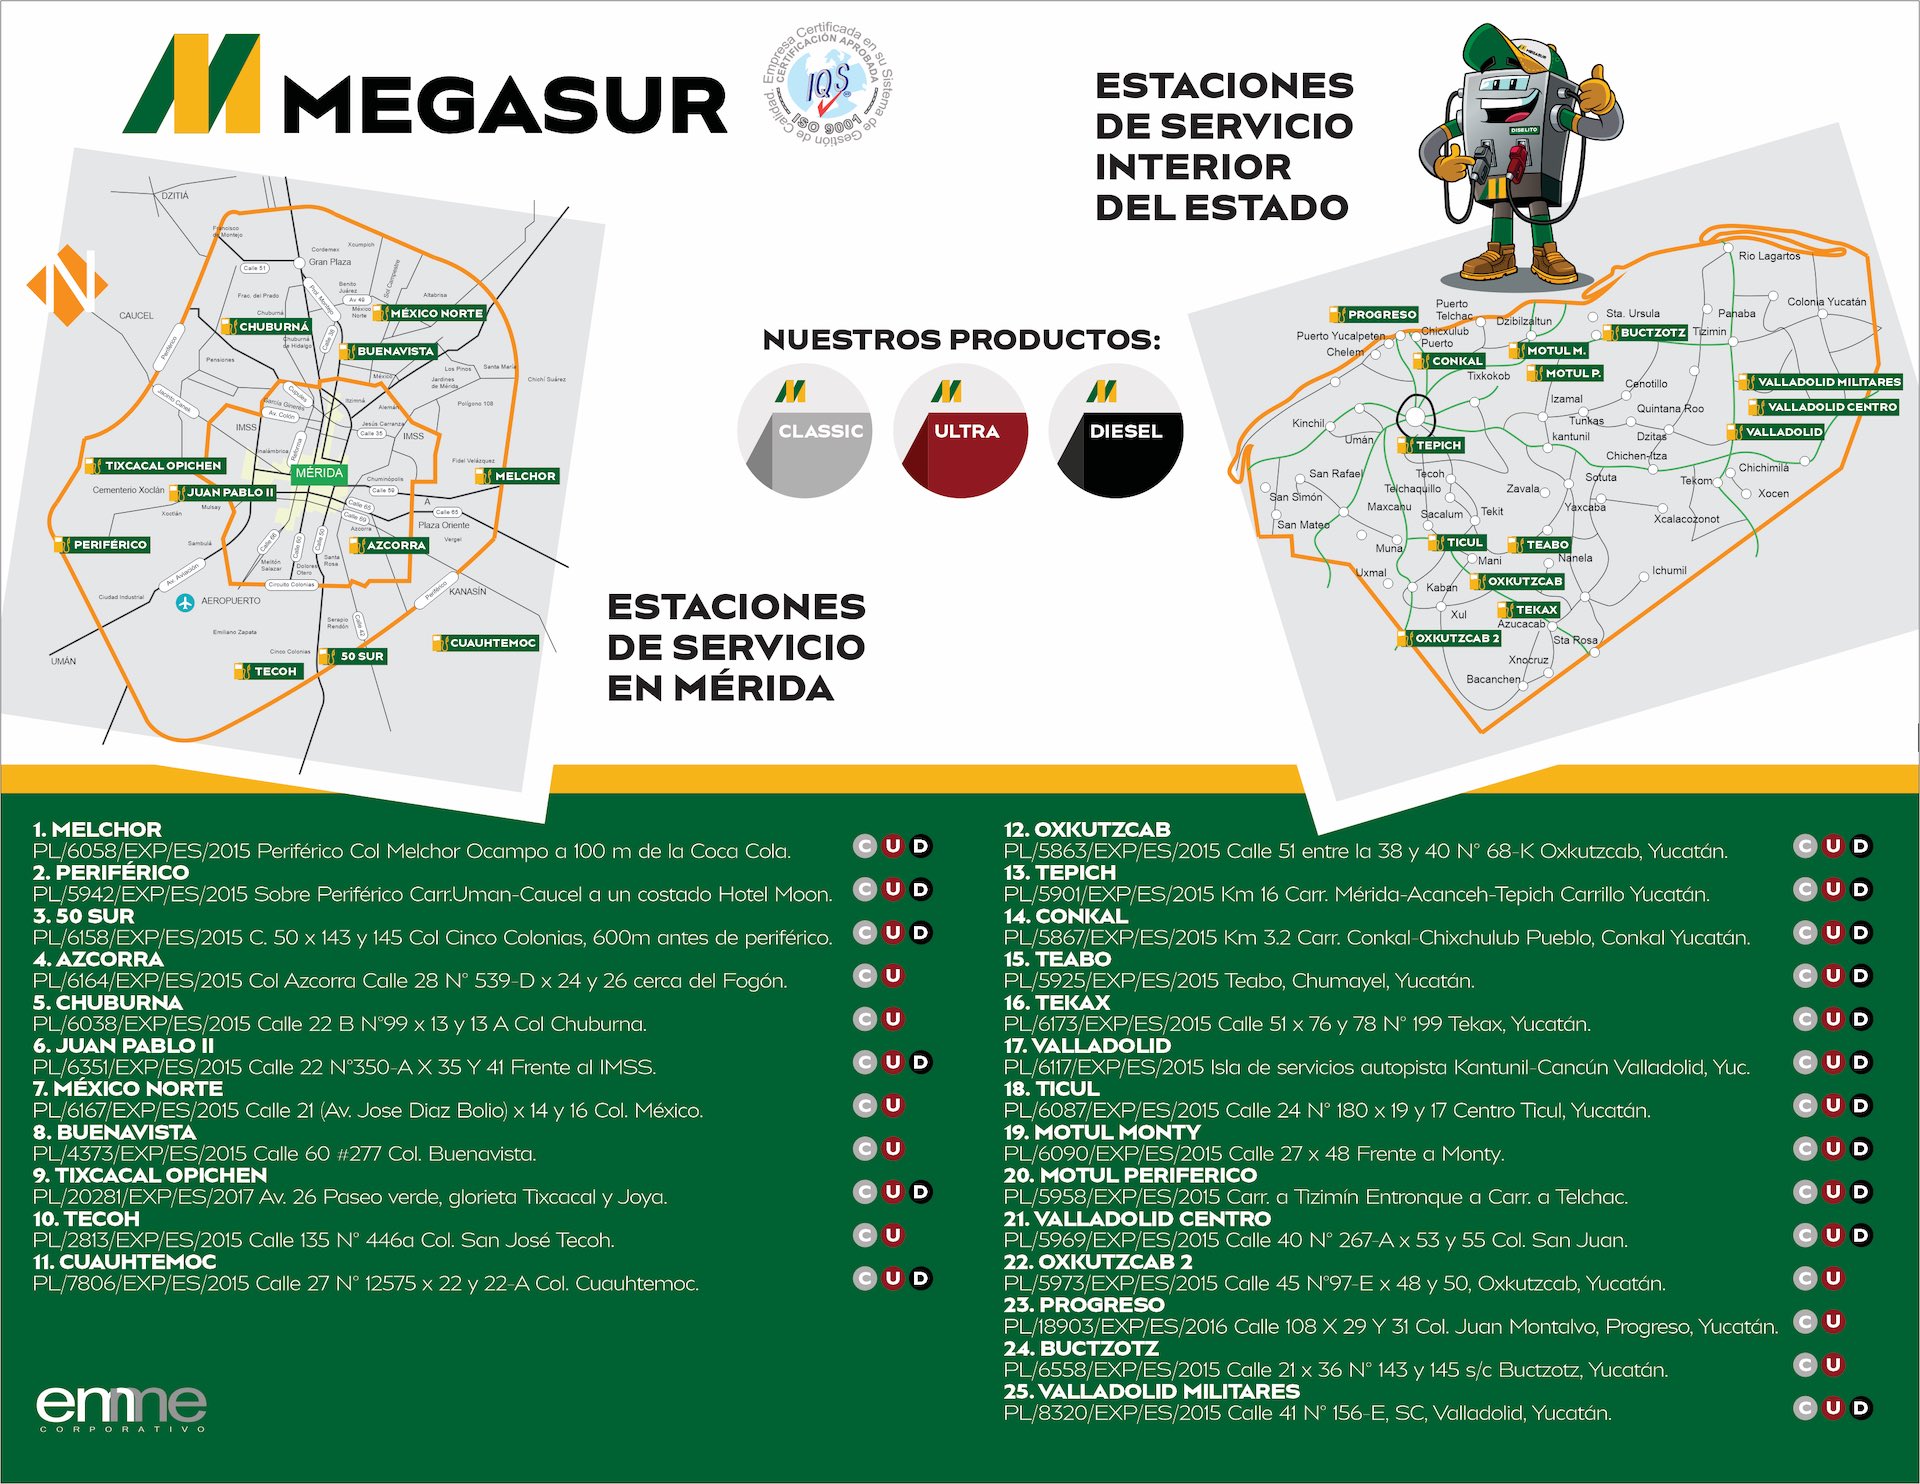 MEGASUR
Empresa Certificada en su Sistema de Gestión de Calidad.
CERTIFICACIÓN APROBADA
IQS
ISO 9001
ESTACIONES
DE SERVICIO
INTERIOR
DEL ESTADO
MEGASUR
DISELITO
N
DZITIÁ
Francisco
de Montejo
Cordemex
Xcumpich
Gran Plaza
Calle 51
Prol. Montejo
Sol Campestre
Benito
Juárez
Frac. del Prado
Av 49
Altabrisa
México
Norte
MÉXICO NORTE
CAUCEL
Chuburná
CHUBURNÁ
Chuburná
de Hidalgo
Calle 38
Periférico
BUENAVISTA
Pensiones
Los Pinos
Santa María
México
Jardines
de Mérida
Chichí Suárez
Jacinto Canek
Cupules
García Gineres
Itzimná
Alemán
Polígono 108
Av. Colón
IMSS
Jesús Carranza
Calle 35
IMSS
Reforma
Inalámbrica
TIXCACAL OPICHEN
MÉRIDA
Fidel Velázquez
MELCHOR
Chuminópolis
Cementerio Xoclán
JUAN PABLO II
Calle 59
A
Mulsay
Calle 65
Calle 65
Xoclán
Calle 69
Plaza Oriente
Azcorra
Vergel
PERIFÉRICO
Sambulá
Calle 66
Calle 60
Calle 50
AZCORRA
Melitón
Salazar
Dolores
Otero
Santa
Rosa
Av. Aviación
Circuito Colonias
Periférico
KANASÍN
Ciudad Industrial
AEROPUERTO
Emiliano Zapata
Serapio
Rendón
Calle 42
CUAUHTEMOC
Cinco Colonias
50 SUR
UMÁN
TECOH
NUESTROS PRODUCTOS:
CLASSIC
ULTRA
DIESEL
ESTACIONES
DE SERVICIO
EN MÉRIDA
Rio Lagartos
PROGRESO
Puerto
Telchac
Colonia Yucatán
Sta. Ursula
Panaba
Dzibilzaltun
Puerto Yucalpeten
Chicxulub
Puerto
BUCTZOTZ
Tizimin
Chelem
CONKAL
MOTUL M.
MOTUL P.
Tixkokob
Cenotillo
VALLADOLID MILITARES
Izamal
Quintana Roo
VALLADOLID CENTRO
Kinchil
Tunkas
Umán
kantunil
Dzitas
VALLADOLID
TEPICH
Chichen-Itza
Chichimilá
San Rafael
Tecoh
Sotuta
Tekom
Telchaquillo
Zavala
Xocen
San Simón
Maxcanu
Yaxcaba
Sacalum
Tekit
Xcalacozonot
San Mateo
Muna
TICUL
TEABO
Mani
Nanela
Uxmal
Ichumil
Kaban
OXKUTZCAB
Xul
TEKAX
Azucacab
OXKUTZCAB 2
Sta Rosa
Xnocruz
Bacanchen
1. MELCHOR
PL/6058/EXP/ES/2015 Periférico Col Melchor Ocampo a 100 m de la Coca Cola. C U D
2. PERIFÉRICO
PL/5942/EXP/ES/2015 Sobre Periférico Carr.Uman-Caucel a un costado Hotel Moon. C U D
3. 50 SUR
PL/6158/EXP/ES/2015 C. 50 x 143 y 145 Col Cinco Colonias, 600m antes de periférico. C U D
4. AZCORRA
PL/6164/EXP/ES/2015 Col Azcorra Calle 28 N° 539-D x 24 y 26 cerca del Fogón. C U
5. CHUBURNA
PL/6038/EXP/ES/2015 Calle 22 B N°99 x 13 y 13 A Col Chuburna. C U
6. JUAN PABLO II
PL/6351/EXP/ES/2015 Calle 22 N°350-A X 35 Y 41 Frente al IMSS. C U D
7. MÉXICO NORTE
PL/6167/EXP/ES/2015 Calle 21 (Av. Jose Diaz Bolio) x 14 y 16 Col. México. C U
8. BUENAVISTA
PL/4373/EXP/ES/2015 Calle 60 #277 Col. Buenavista. C U
9. TIXCACAL OPICHEN
PL/20281/EXP/ES/2017 Av. 26 Paseo verde, glorieta Tixcacal y Joya. C U D
10. TECOH
PL/2813/EXP/ES/2015 Calle 135 N° 446a Col. San José Tecoh. C U
11. CUAUHTEMOC
PL/7806/EXP/ES/2015 Calle 27 N° 12575 x 22 y 22-A Col. Cuauhtemoc. C U D
12. OXKUTZCAB
PL/5863/EXP/ES/2015 Calle 51 entre la 38 y 40 N° 68-K Oxkutzcab, Yucatán. C U D
13. TEPICH
PL/5901/EXP/ES/2015 Km 16 Carr. Mérida-Acanceh-Tepich Carrillo Yucatán. C U D
14. CONKAL
PL/5867/EXP/ES/2015 Km 3.2 Carr. Conkal-Chixchulub Pueblo, Conkal Yucatán. C U D
15. TEABO
PL/5925/EXP/ES/2015 Teabo, Chumayel, Yucatán. C U D
16. TEKAX
PL/6173/EXP/ES/2015 Calle 51 x 76 y 78 N° 199 Tekax, Yucatán. C U D
17. VALLADOLID
PL/6117/EXP/ES/2015 Isla de servicios autopista Kantunil-Cancún Valladolid, Yuc. C U D
18. TICUL
PL/6087/EXP/ES/2015 Calle 24 N° 180 x 19 y 17 Centro Ticul, Yucatán. C U D
19. MOTUL MONTY
PL/6090/EXP/ES/2015 Calle 27 x 48 Frente a Monty. C U D
20. MOTUL PERIFERICO
PL/5958/EXP/ES/2015 Carr. a Tizimín Entronque a Carr. a Telchac. C U D
21. VALLADOLID CENTRO
PL/5969/EXP/ES/2015 Calle 40 N° 267-A x 53 y 55 Col. San Juan. C U D
22. OXKUTZCAB 2
PL/5973/EXP/ES/2015 Calle 45 N°97-E x 48 y 50, Oxkutzcab, Yucatán. C U
23. PROGRESO
PL/18903/EXP/ES/2016 Calle 108 X 29 Y 31 Col. Juan Montalvo, Progreso, Yucatán. C U
24. BUCTZOTZ
PL/6558/EXP/ES/2015 Calle 21 x 36 N° 143 y 145 s/c Buctzotz, Yucatán. C U
25. VALLADOLID MILITARES
PL/8320/EXP/ES/2015 Calle 41 N° 156-E, SC, Valladolid, Yucatán. C U D
emme
CORPORATIVO